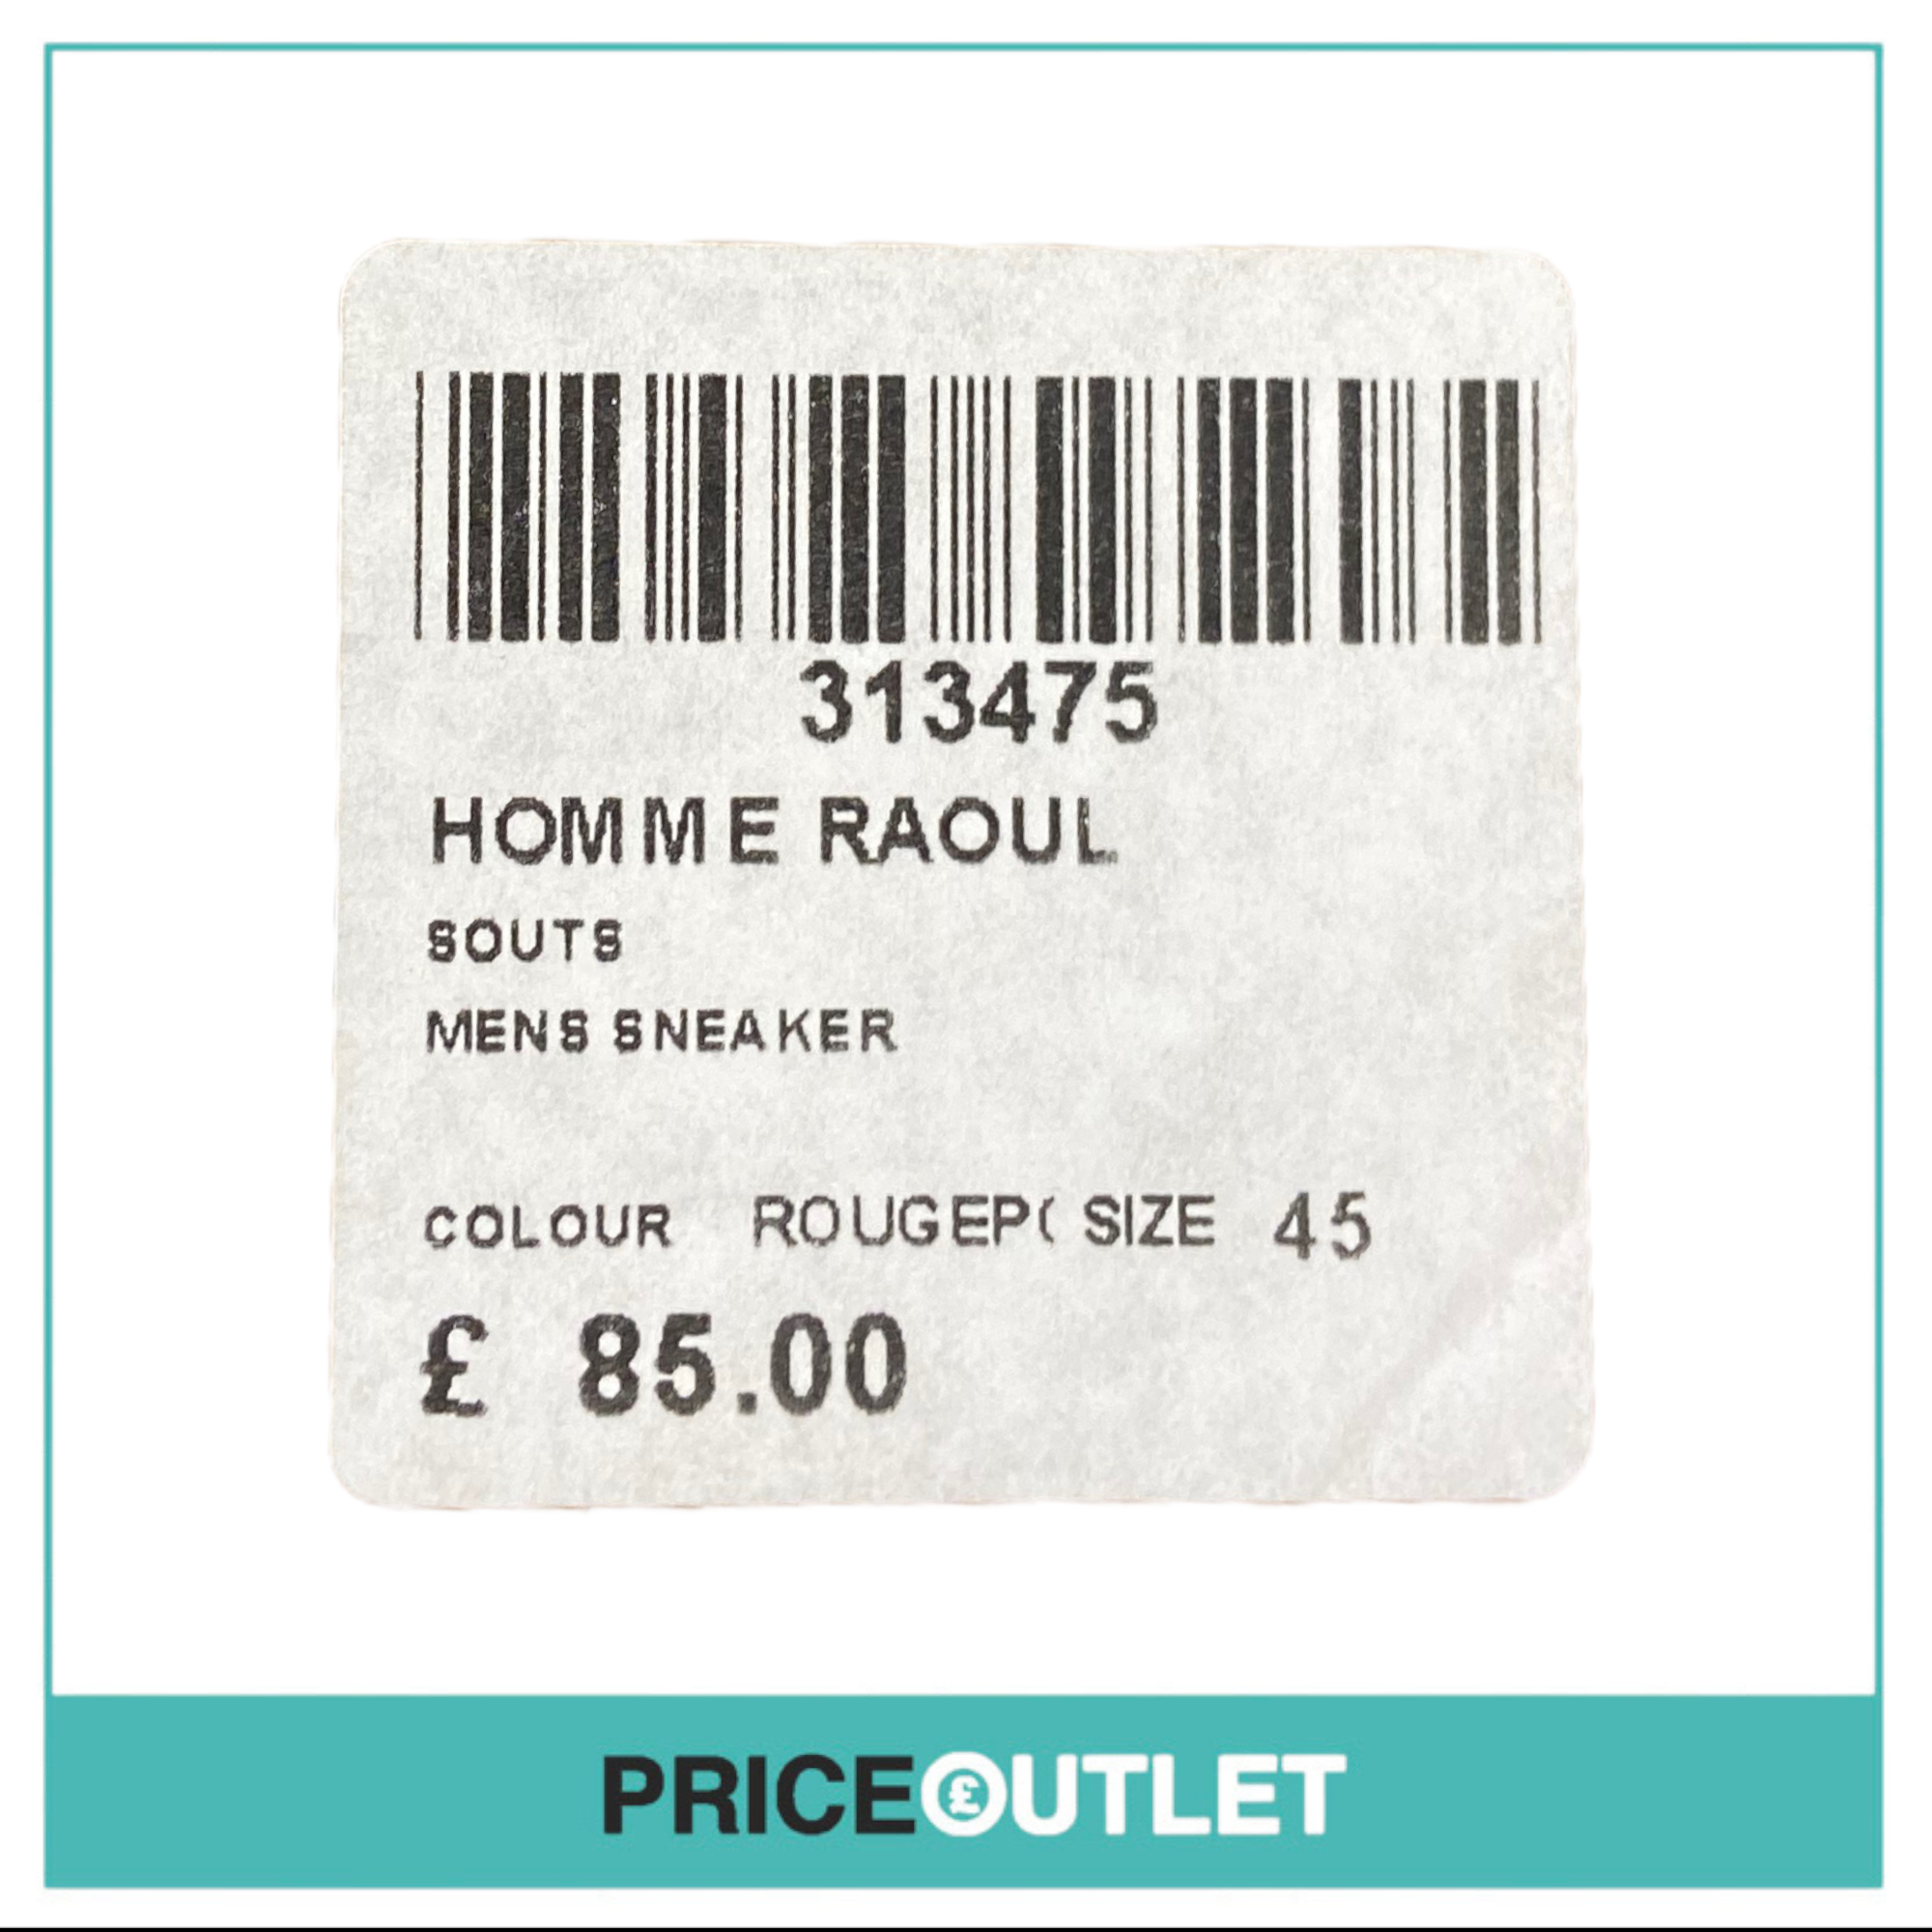 313475
HOMME RAOUL
SOUTS
MENS SNEAKER
COLOUR ROUGEP( SIZE 45
£ 85.00
PRICEOUTLET